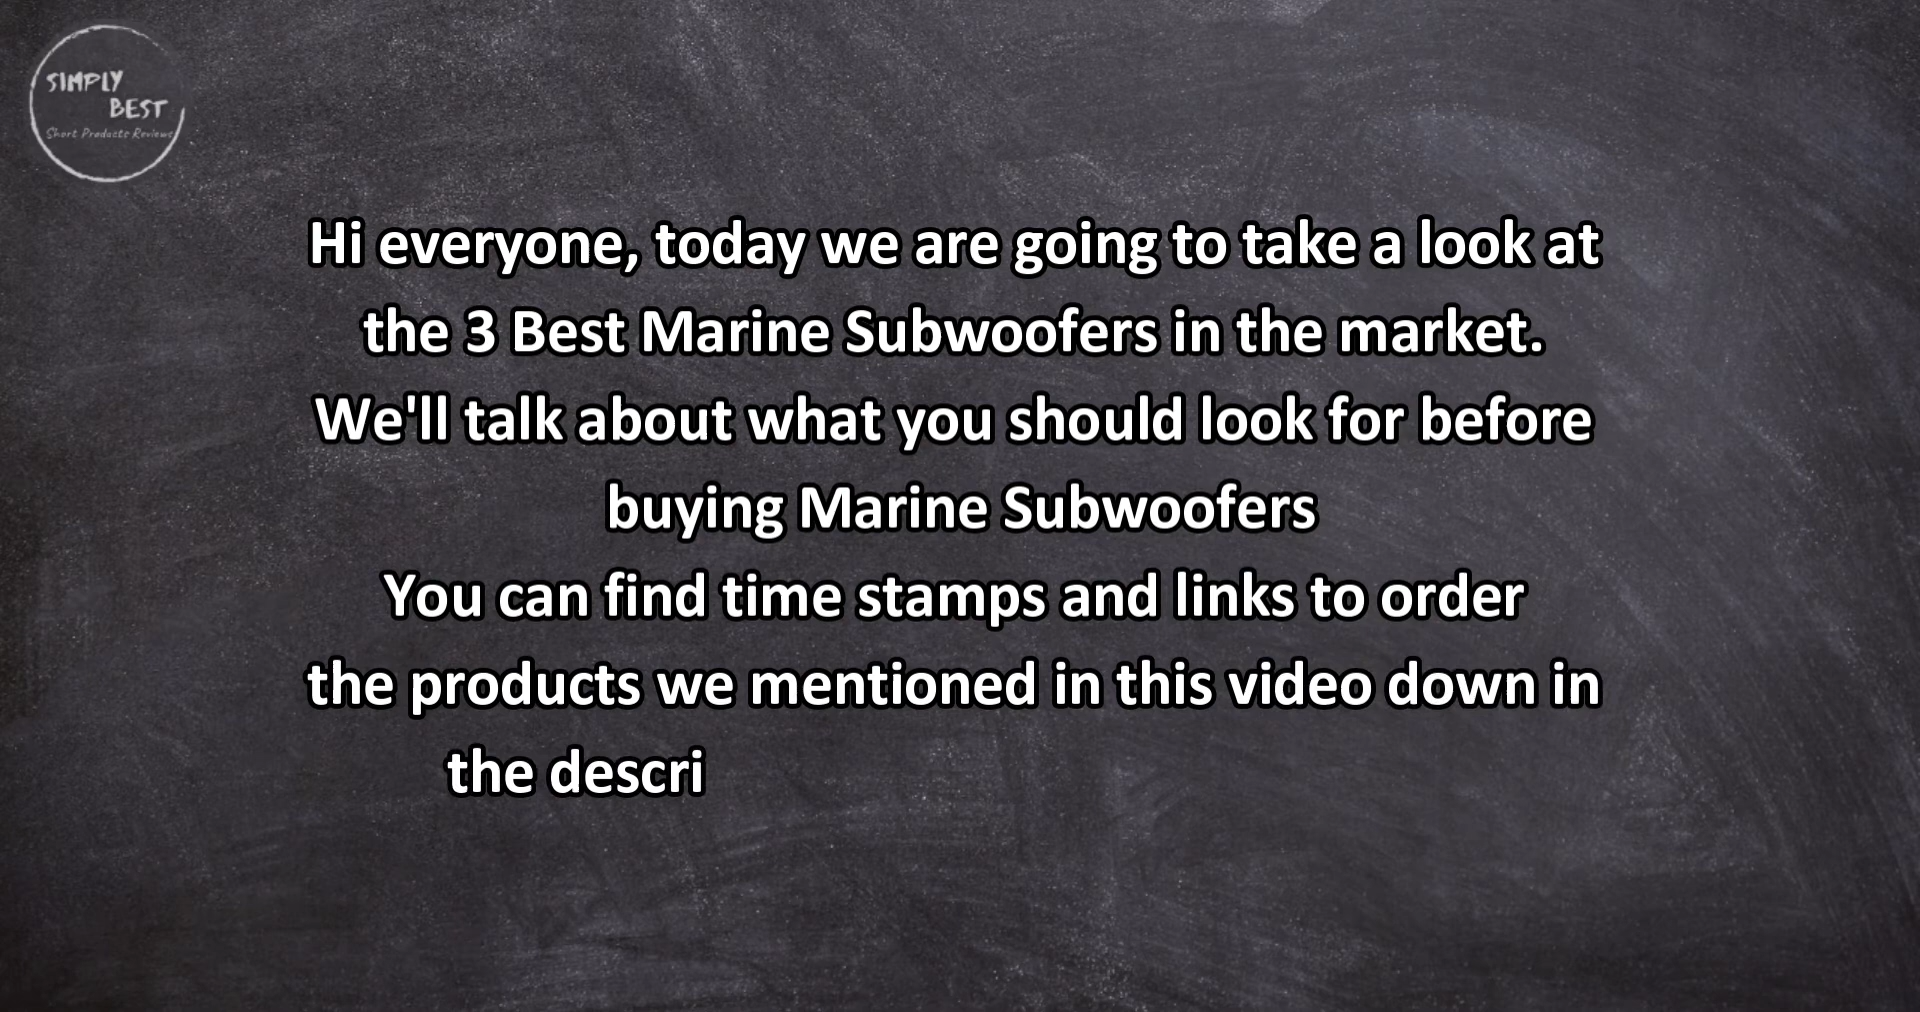 SIMPLY
BEST
Short Products Reviews
Hi everyone, today we are going to take a look at
the 3 Best Marine Subwoofers in the market.
We'll talk about what you should look for before
buying Marine Subwoofers
You can find time stamps and links to order
the products we mentioned in this video down in
the descri